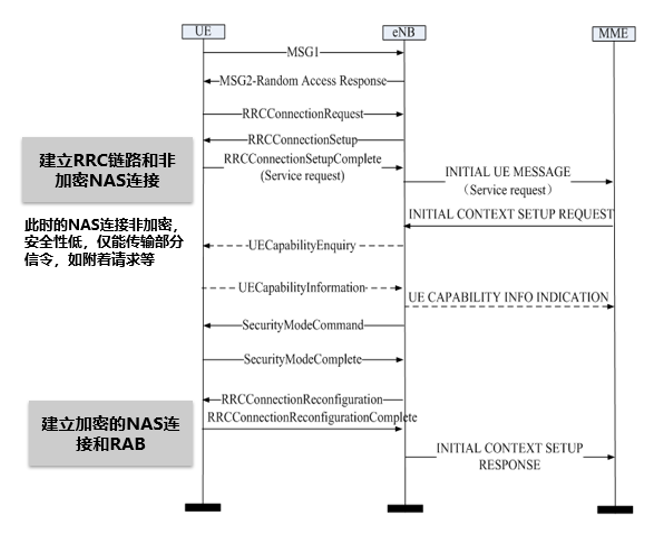 UE
eNB
MME
MSG1
MSG2-Random Access Response
RRCConnectionRequest
RRCConnectionSetup
建立RRC链路和非
加密NAS连接
RRCConnectionSetupComplete
(Service request)
INITIAL UE MESSAGE
（Service request）
此时的NAS连接非加密，
安全性低，仅能传输部分
信令，如附着请求等
INITIAL CONTEXT SETUP REQUEST
UECapabilityEnquiry
UECapabilityInformation
UE CAPABILITY INFO INDICATION
SecurityModeCommand
SecurityModeComplete
RRCConnectionReconfiguration
建立加密的NAS连
接和RAB
RRCConnectionReconfigurationComplete
INITIAL CONTEXT SETUP
RESPONSE